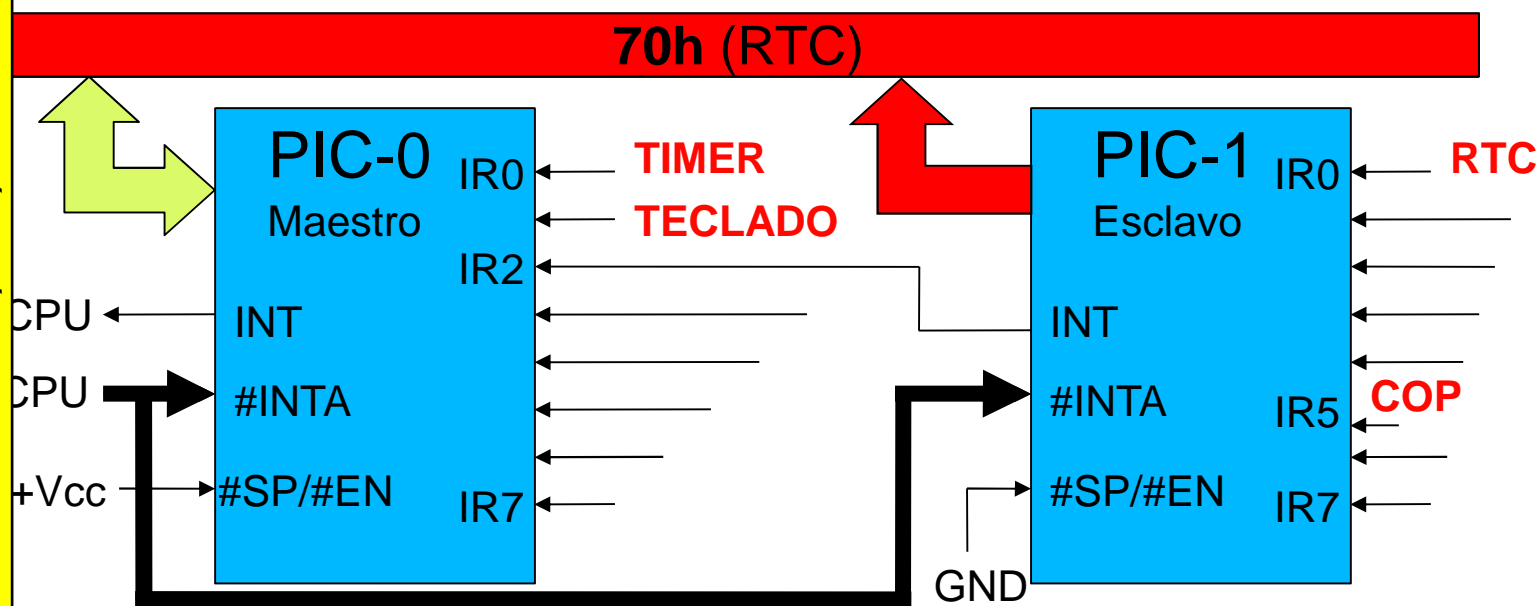 70h (RTC)
PIC-0
Maestro
IR0
TIMER
TECLADO
IR2
CPU
INT
CPU
#INTA
+Vcc
#SP/#EN
IR7
PIC-1
Esclavo
IR0
RTC
INT
#INTA
IR5
COP
#SP/#EN
IR7
GND